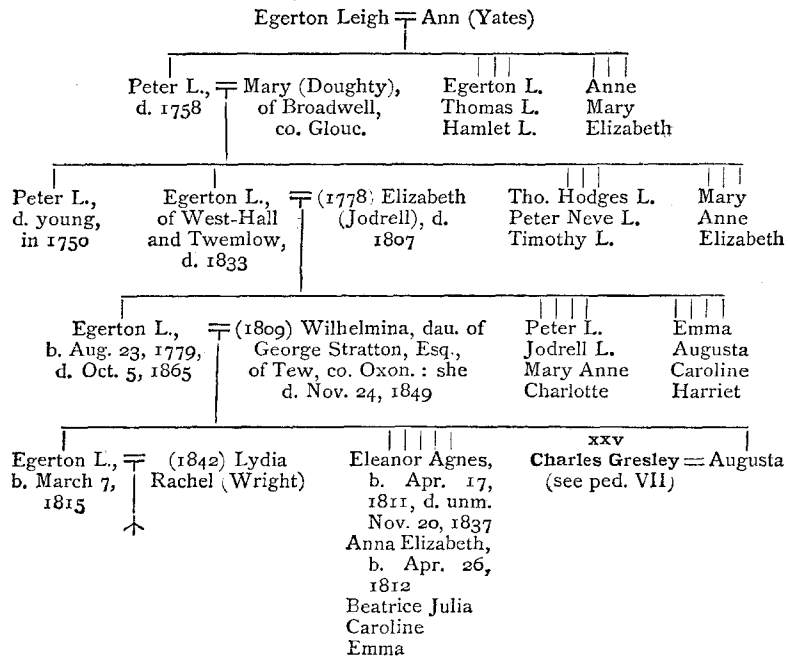 Egerton Leigh = Ann (Yates)
Peter L., = Mary (Doughty), Egerton L. Anne
d. 1758 of Broadwell, Thomas L. Mary
co. Glouc. Hamlet L. Elizabeth
Peter L., Egerton L., = (1778) Elizabeth Tho. Hodges L. Mary
d. young, of West-Hall (Jodrell), d. Peter Neve L. Anne
in 1750 and Twemlow, 1807 Timothy L. Elizabeth
d. 1833
Egerton L., = (1809) Wilhelmina, dau. of Peter L. Emma
b. Aug. 23, 1779, George Stratton, Esq., Jodrell L. Augusta
d. Oct. 5, 1865 of Tew, co. Oxon. : she Mary Anne Caroline
d. Nov. 24, 1849 Charlotte Harriet
xxv
Egerton L., = (1842) Lydia Eleanor Agnes, Charles Gresley = Augusta
b. March 7, Rachel (Wright) b. Apr. 17, (see ped. VII)
1815 1811, d. unm.
Nov. 20, 1837
Anna Elizabeth,
b. Apr. 26,
1812
Beatrice Julia
Caroline
Emma